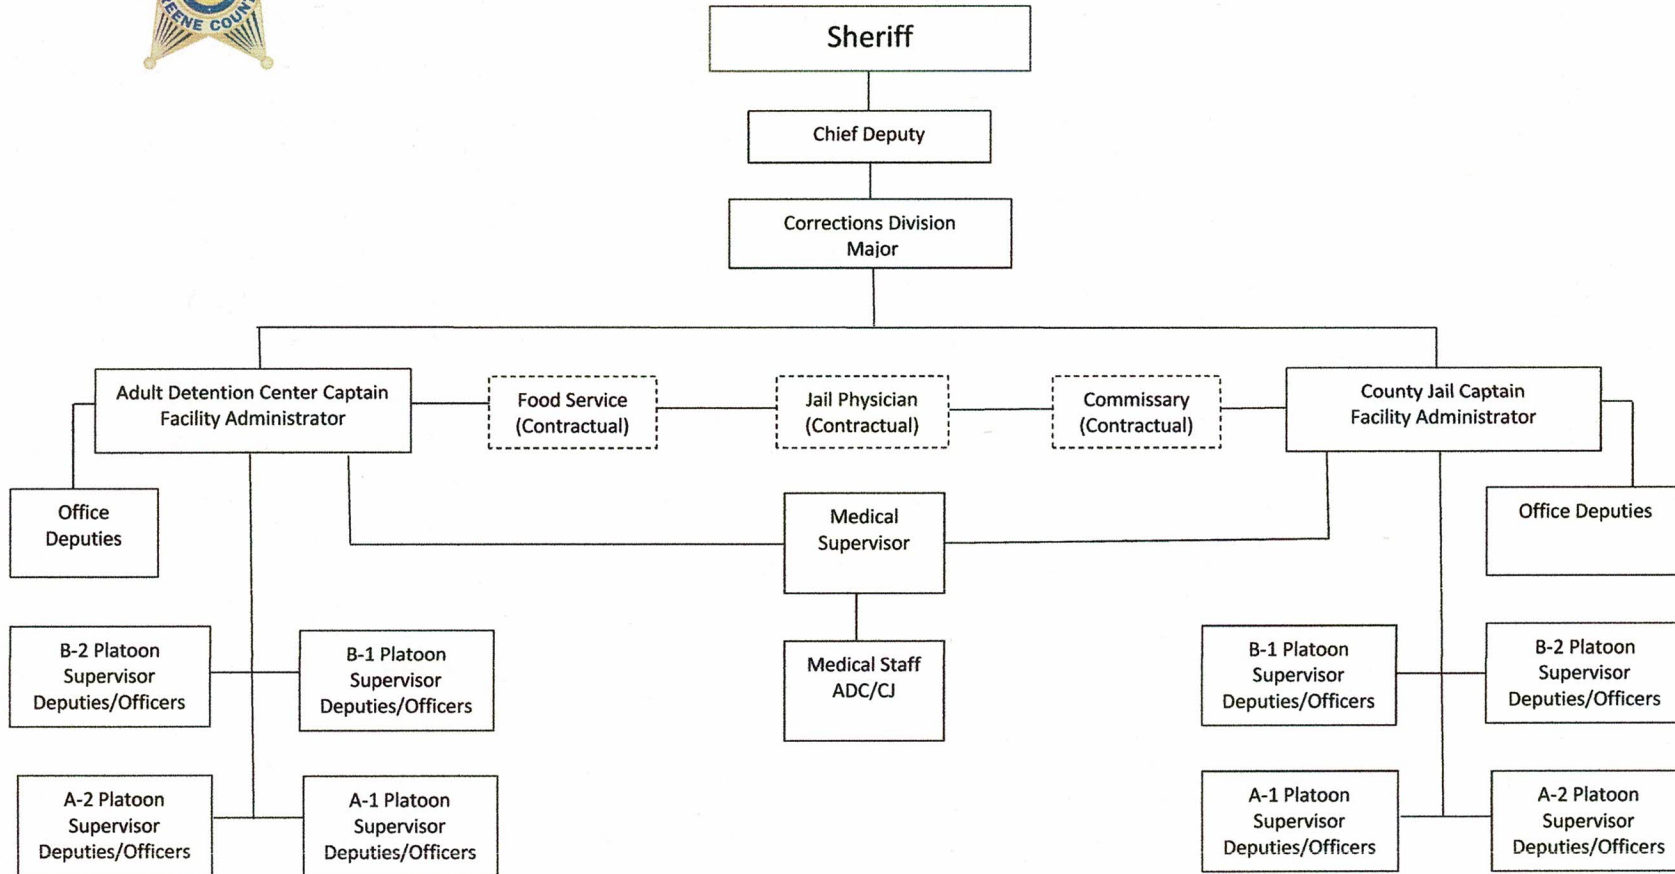 EENE COUNT
Sheriff
Chief Deputy
Corrections Division
Major
Adult Detention Center Captain
Facility Administrator
Food Service
(Contractual)
Jail Physician
(Contractual)
Commissary
(Contractual)
County Jail Captain
Facility Administrator
Office
Deputies
Medical
Supervisor
Office Deputies
B-2 Platoon
Supervisor
Deputies/Officers
B-1 Platoon
Supervisor
Deputies/Officers
Medical Staff
ADC/CJ
B-1 Platoon
Supervisor
Deputies/Officers
B-2 Platoon
Supervisor
Deputies/Officers
A-2 Platoon
Supervisor
Deputies/Officers
A-1 Platoon
Supervisor
Deputies/Officers
A-1 Platoon
Supervisor
Deputies/Officers
A-2 Platoon
Supervisor
Deputies/Officers